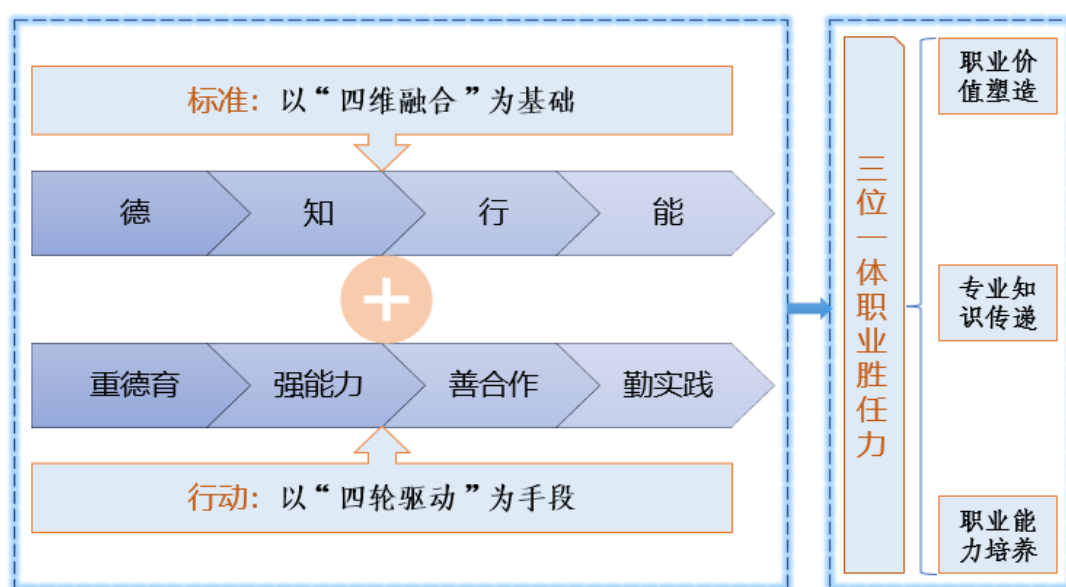 标准：以“四维融合”为基础
德
知
行
能
重德育
强能力
善合作
勤实践
行动：以“四轮驱动”为手段
三位一体职业胜任力
职业价
值塑造
专业知
识传递
职业能
力培养